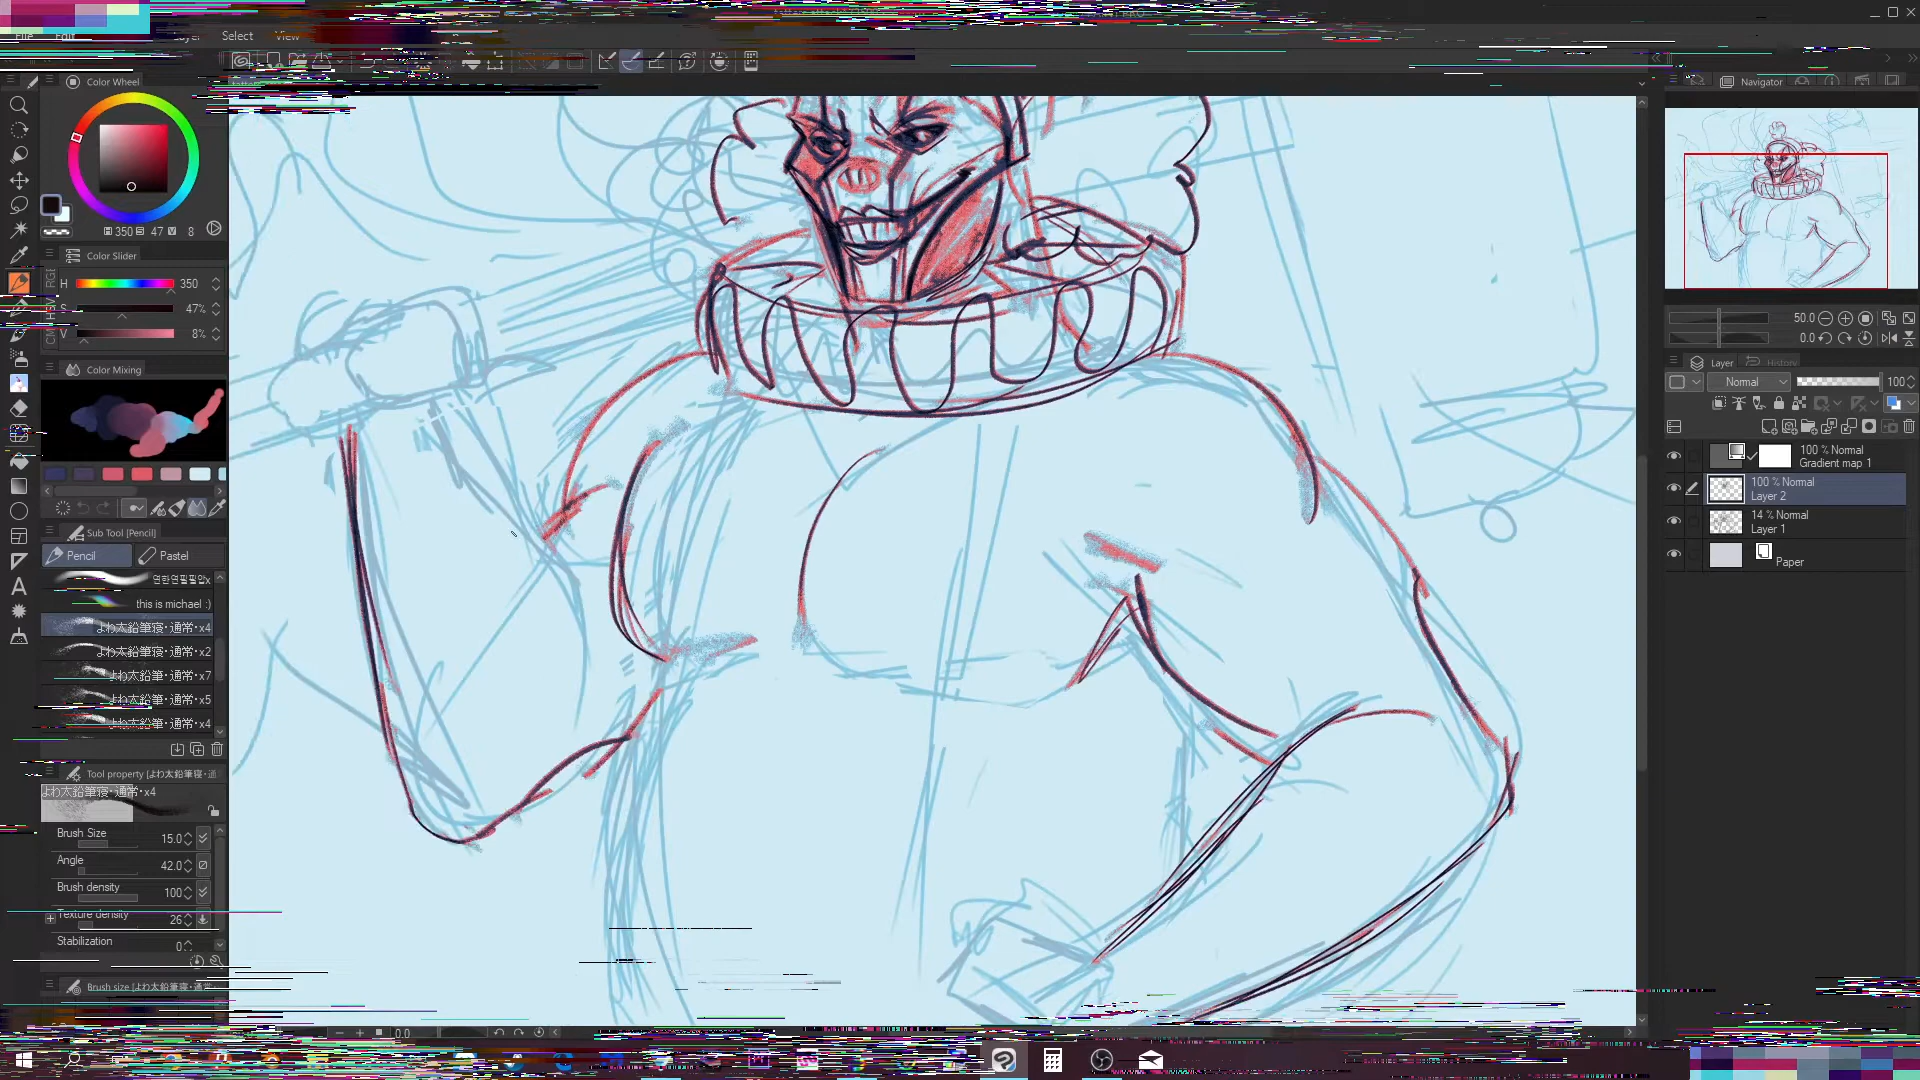 Select
View
Color Wheel
H 350 S 47 V 8
Color Slider
H 350
S 47%
V 8%
Color Mixing
Sub Tool [Pencil]
Pencil
Pastel
연한연필필압x
this is michael :)
よわ太鉛筆寝・通常・x4
よわ太鉛筆寝・通常・x2
よわ太鉛筆・通常・x7
よわ太鉛筆・通常・x5
よわ太鉛筆・通常・x4
Tool property [よわ太鉛筆寝・通
よわ太鉛筆寝・通常・x4
Brush Size 15.0
Angle 42.0
Brush density 100
Texture density 26
Stabilization 0
Brush size [よわ太鉛筆寝・通常・
0.0
Navigator
50.0
0.0
Layer
History
Normal 100
100 % Normal
Gradient map 1
100 % Normal
Layer 2
14 % Normal
Layer 1
Paper